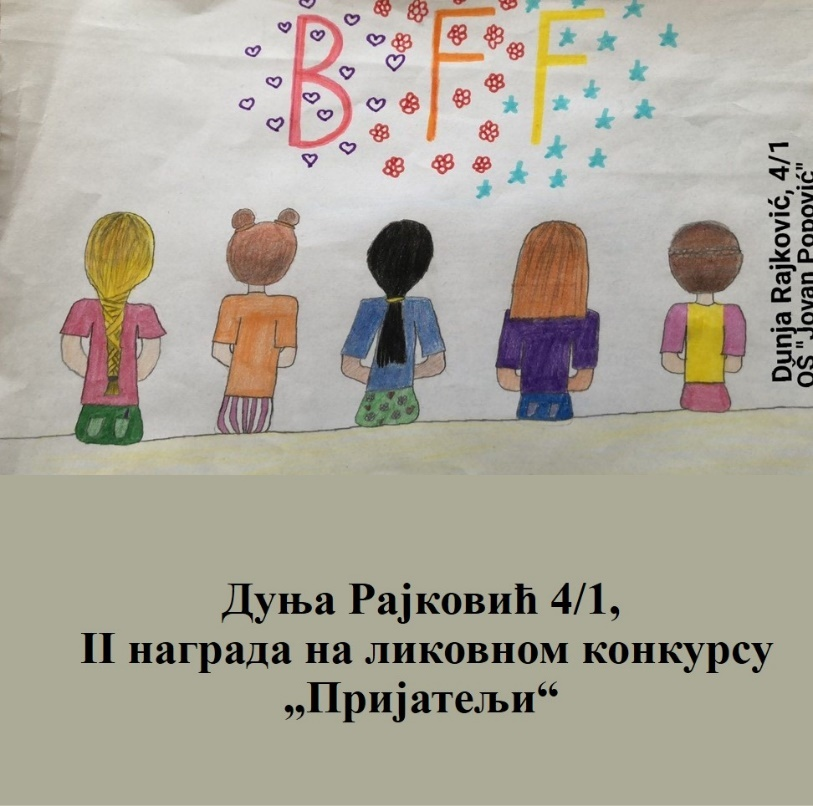 BFF
Dunja Rajković, 4/1
OŠ "Jovan Popović"
Дуња Рајковић 4/1,
II награда на ликовном конкурсу
„Пријатељи“